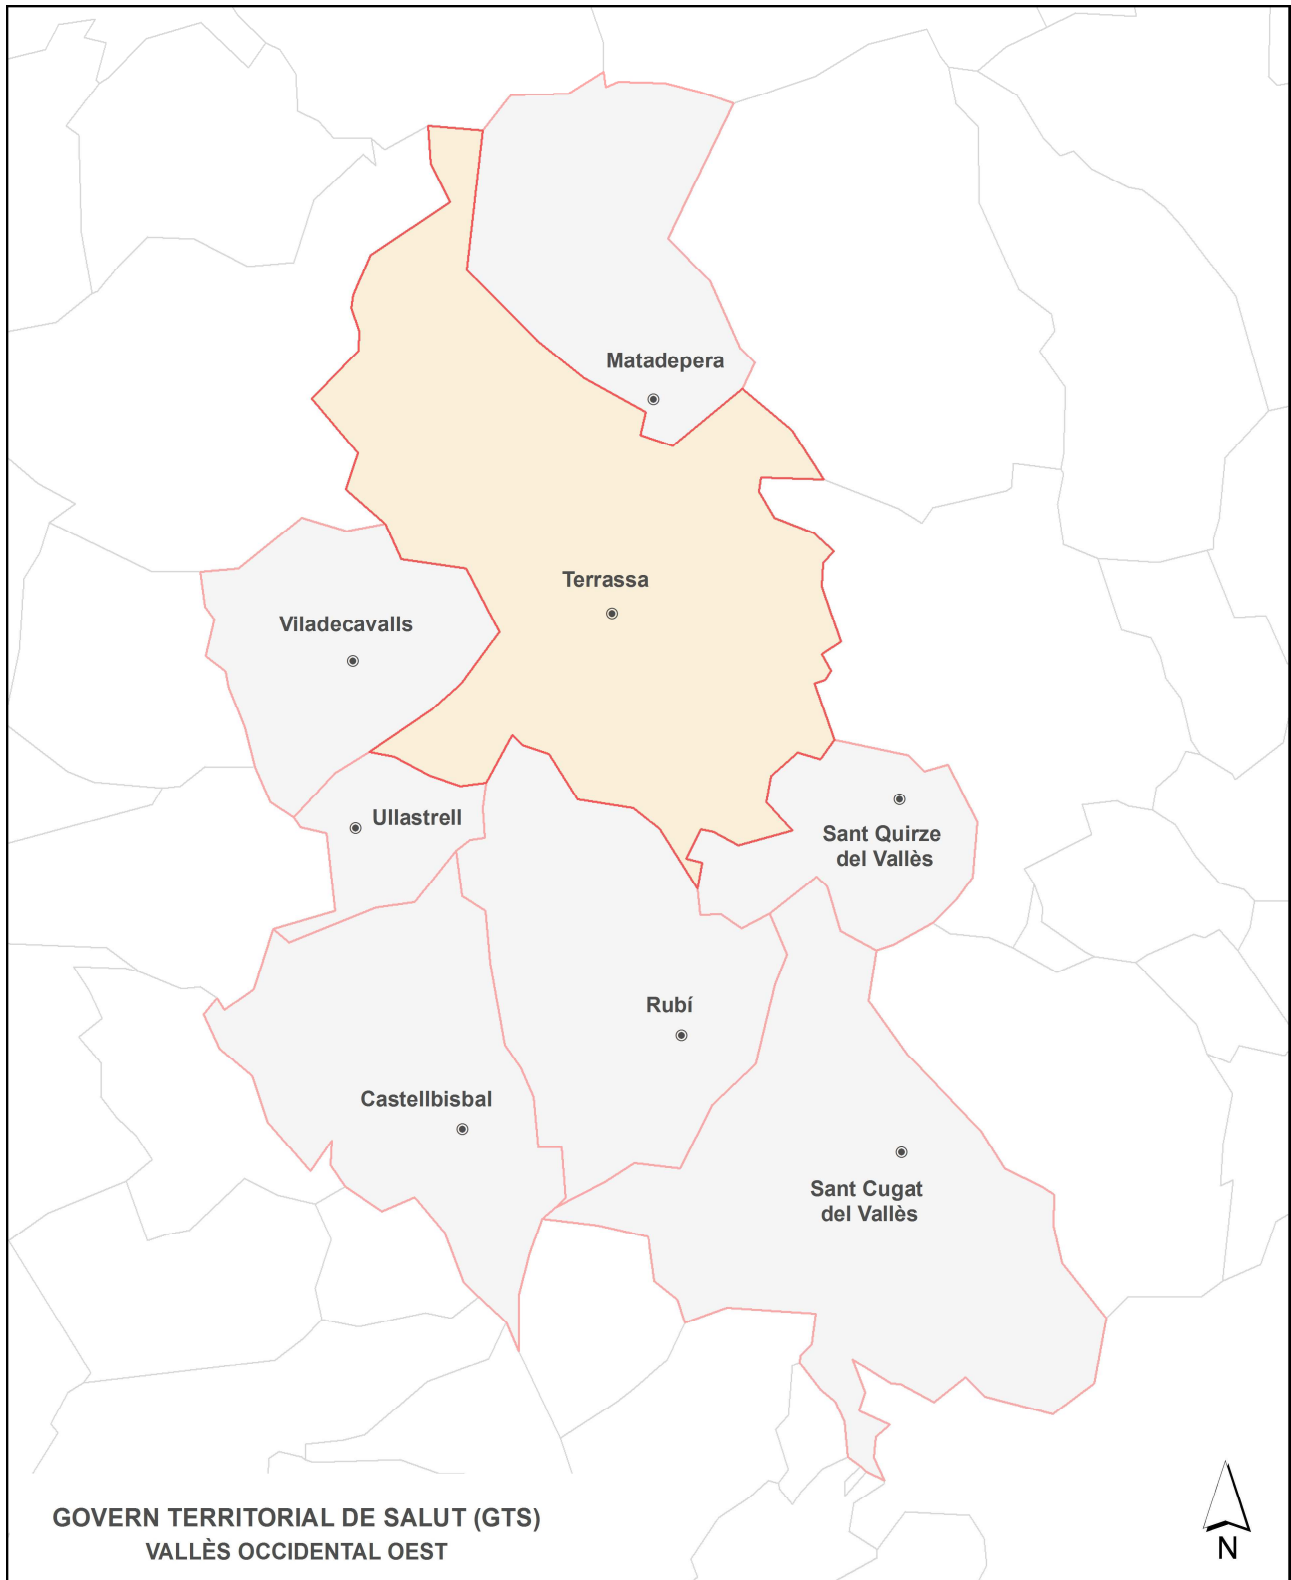 Matadepera
Terrassa
Viladecavalls
Ullastrell
Sant Quirze
del Vallès
Rubí
Castellbisbal
Sant Cugat
del Vallès
GOVERN TERRITORIAL DE SALUT (GTS)
VALLÈS OCCIDENTAL OEST
N